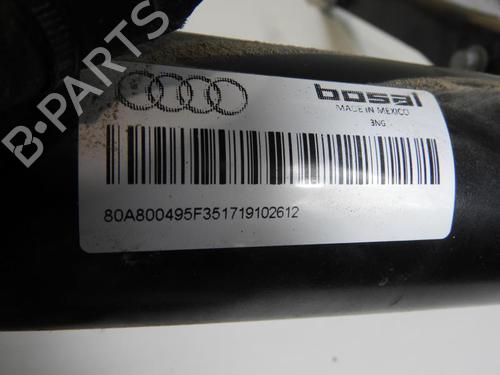 B-PARTS
bosal
MADE IN MEXICO
3NG
80A800495F351719102612